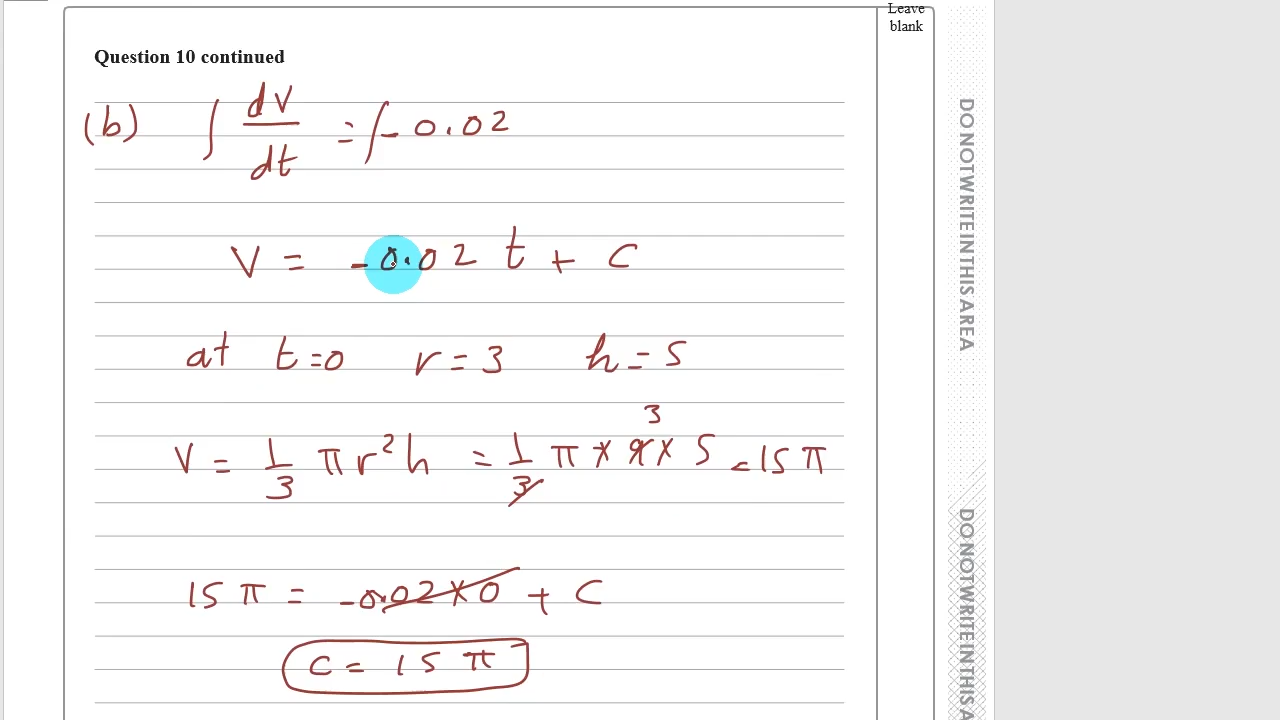 Leave
blank
Question 10 continued
(b) ∫ dV/dt = ∫ - 0.02
V = -0.02 t + C
at t=0 r=3 h=5
3
V = 1/3 πr²h = 1/3 π × 9 × 5 = 15π
15π = -0.02×0 + C
C = 15π
DO NOT WRITE IN THIS AREA
DO NOT WRITE IN THIS A